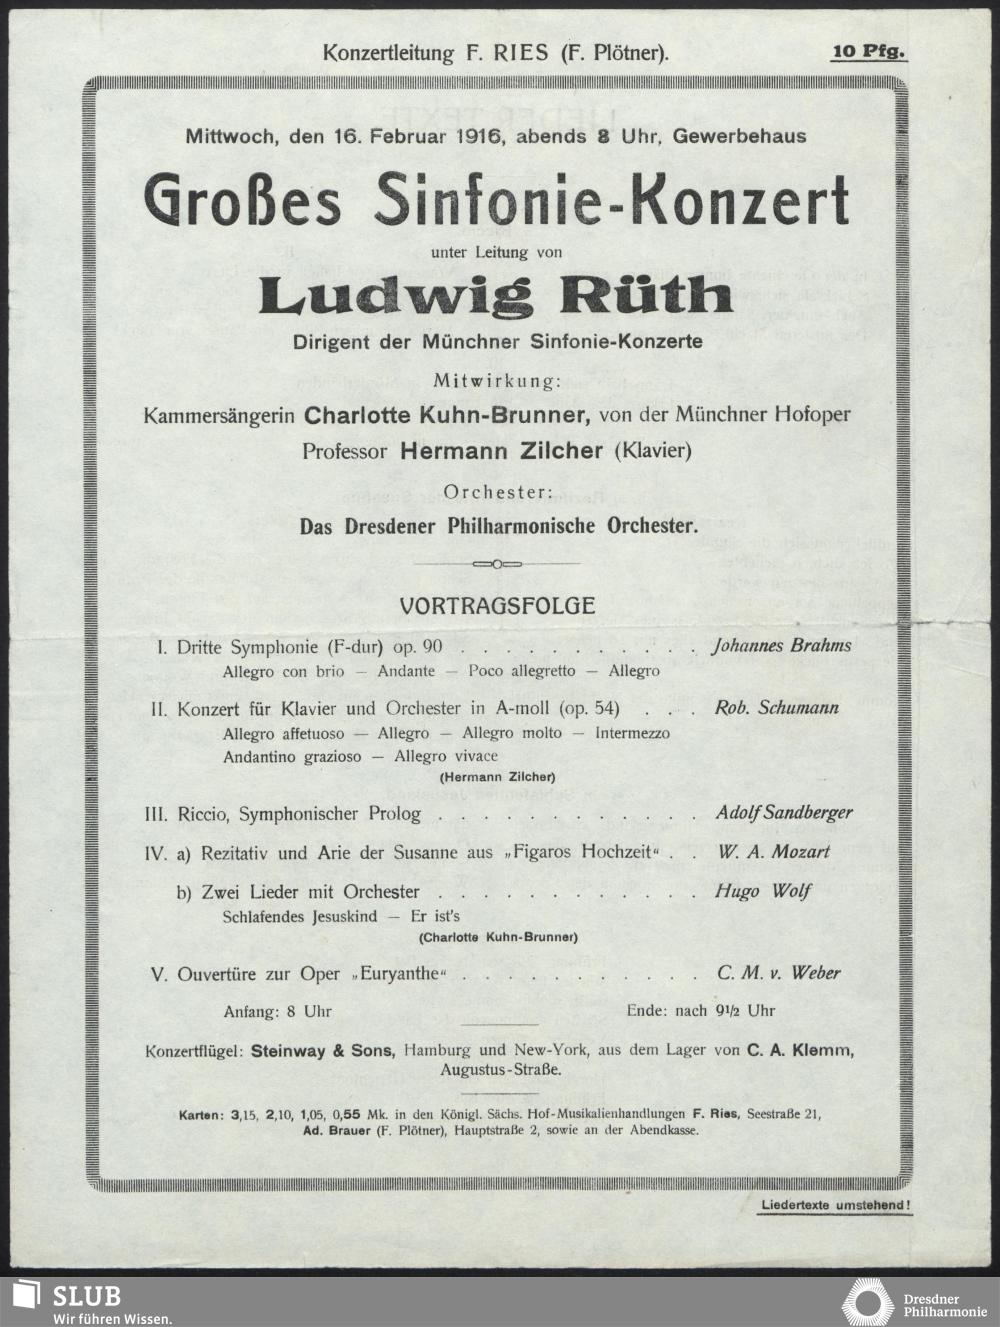 Konzertleitung F. RIES (F. Plötner).
10 Pfg.
Mittwoch, den 16. Februar 1916, abends 8 Uhr, Gewerbehaus
Großes Sinfonie-Konzert
unter Leitung von
Ludwig Rüth
Dirigent der Münchner Sinfonie-Konzerte
Mitwirkung:
Kammersängerin Charlotte Kuhn-Brunner, von der Münchner Hofoper
Professor Hermann Zilcher (Klavier)
Orchester:
Das Dresdener Philharmonische Orchester.
VORTRAGSFOLGE
I. Dritte Symphonie (F-dur) op. 90 . . . . . . . . . . . Johannes Brahms
Allegro con brio — Andante — Poco allegretto — Allegro
II. Konzert für Klavier und Orchester in A-moll (op. 54) . . . Rob. Schumann
Allegro affetuoso — Allegro — Allegro molto — Intermezzo
Andantino grazioso — Allegro vivace
(Hermann Zilcher)
III. Riccio, Symphonischer Prolog . . . . . . . . . . . . Adolf Sandberger
IV. a) Rezitativ und Arie der Susanne aus „Figaros Hochzeit“ . . W. A. Mozart
b) Zwei Lieder mit Orchester . . . . . . . . . . . . Hugo Wolf
Schlafendes Jesuskind — Er ist's
(Charlotte Kuhn-Brunner)
V. Ouvertüre zur Oper „Euryanthe“ . . . . . . . . . . . C. M. v. Weber
Anfang: 8 Uhr Ende: nach 9½ Uhr
Konzertflügel: Steinway & Sons, Hamburg und New-York, aus dem Lager von C. A. Klemm,
Augustus-Straße.
Karten: 3,15, 2,10, 1,05, 0,55 Mk. in den Königl. Sächs. Hof-Musikalienhandlungen F. Ries, Seestraße 21,
Ad. Brauer (F. Plötner), Hauptstraße 2, sowie an der Abendkasse.
Liedertexte umstehend!
SLUB
Wir führen Wissen.
Dresdner
Philharmonie